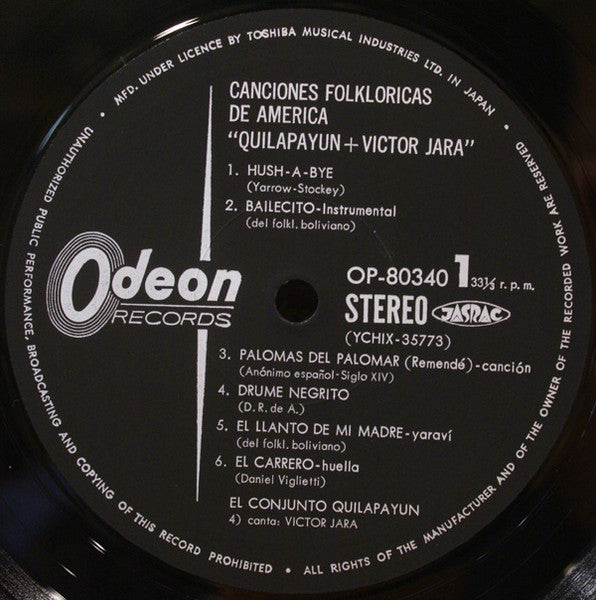 MFD. UNDER LICENCE BY TOSHIBA MUSICAL INDUSTRIES LTD. IN JAPAN •
CANCIONES FOLKLORICAS
DE AMERICA
"QUILAPAYUN+VICTOR JARA"
1. HUSH-A-BYE
(Yarrow-Stockey)
2. BAILECITO-Instrumental
(del folkl. boliviano)
Odeon
RECORDS
OP-80340 1 33⅓ r. p. m.
STEREO JASRAC
(YCHIX-35773)
3. PALOMAS DEL PALOMAR (Remendé)-canción
(Anónimo español-Siglo XIV)
4. DRUME NEGRITO
(D. R. de A.)
5. EL LLANTO DE MI MADRE-yaraví
(del folkl. boliviano)
6. EL CARRERO-huella
(Daniel Viglietti)
EL CONJUNTO QUILAPAYUN
4) canta: VICTOR JARA
UNAUTHORIZED PUBLIC PERFORMANCE, BROADCASTING AND COPYING OF THIS RECORD PROHIBITED • ALL RIGHTS OF THE MANUFACTURER AND OF THE OWNER OF THE RECORDED WORK ARE RESERVED